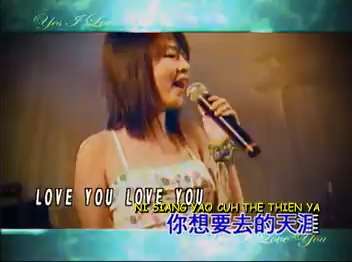 Yes I Love
LOVE YOU LOVE YOU
NI SIANG YAO CUH THE THIEN YA
你想要去的天涯
Love You